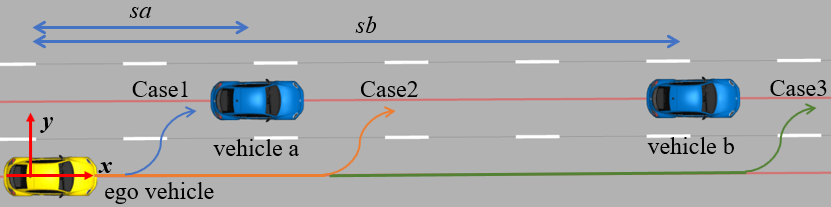 sa
sb
Case1
Case2
Case3
y
vehicle a
vehicle b
x
ego vehicle